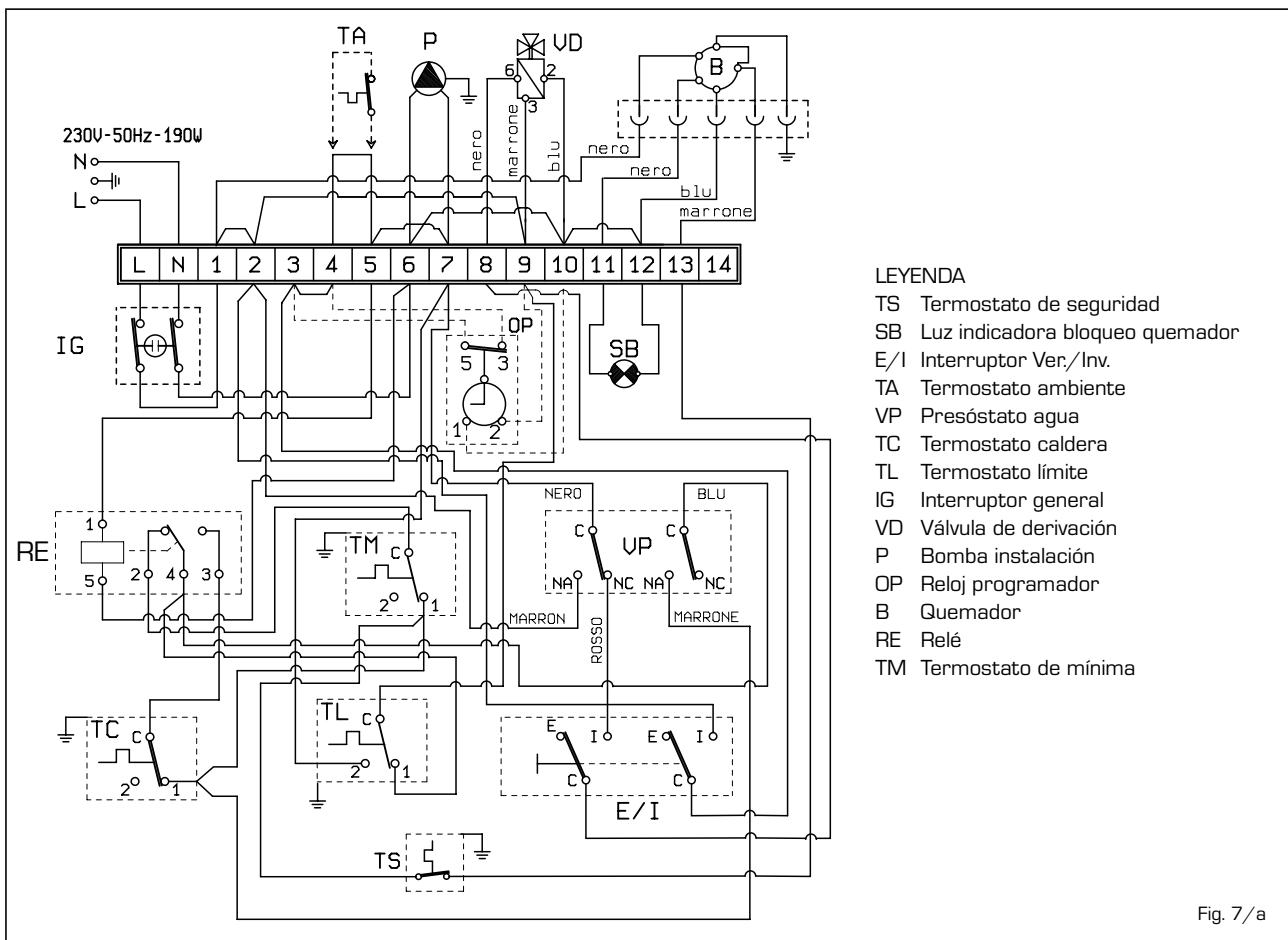 TA
P
VD
6
2
3
B
nero
marrone
blu
230V-50Hz-190W
N
L
nero
nero
blu
marrone
L N 1 2 3 4 5 6 7 8 9 10 11 12 13 14
IG
OP
5 3
1 2
SB
RE
1
5 2 4 3
TM
C
2 1
NERO
BLU
C VP C
NA NC NA NC
MARRON
MARRONE
ROSSO
TC
C
2 1
TL
C
2 1
E I E I
C C
E/I
TS
LEYENDA
TS Termostato de seguridad
SB Luz indicadora bloqueo quemador
E/I Interruptor Ver./Inv.
TA Termostato ambiente
VP Presóstato agua
TC Termostato caldera
TL Termostato límite
IG Interruptor general
VD Válvula de derivación
P Bomba instalación
OP Reloj programador
B Quemador
RE Relé
TM Termostato de mínima
Fig. 7/a